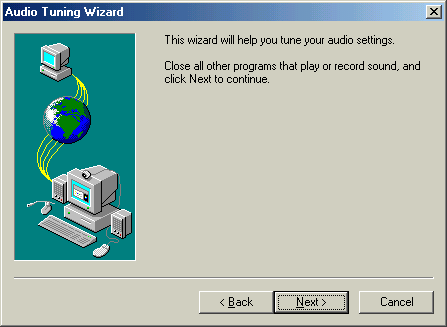 Audio Tuning Wizard
This wizard will help you tune your audio settings.
Close all other programs that play or record sound, and
click Next to continue.
< Back Next > Cancel